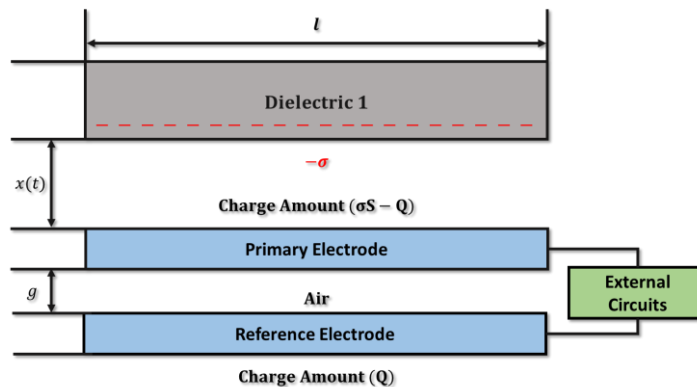 l
Dielectric 1
−σ
x(t)
Charge Amount (σS − Q)
Primary Electrode
g
Air
External
Circuits
Reference Electrode
Charge Amount (Q)